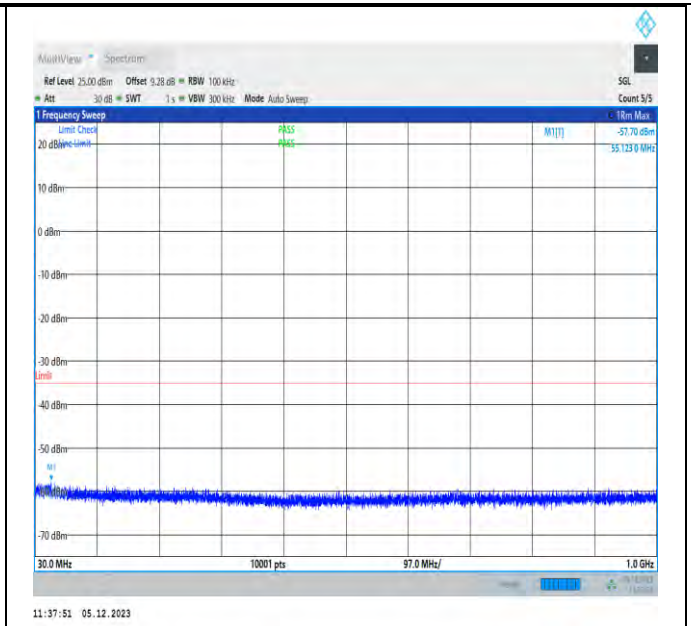 MultiView Spectrum
Ref Level 25.00 dBm Offset 9.28 dB RBW 100 kHz SGL
Att 30 dB SWT 1 s VBW 300 kHz Mode Auto Sweep Count 5/5
1 Frequency Sweep 1Rm Max
Limit Check PASS M1[1] -57.70 dBm
20 dBm Line Limit PASS 55.123 0 MHz
10 dBm
0 dBm
-10 dBm
-20 dBm
-30 dBm
Limit
-40 dBm
-50 dBm
M1
-70 dBm
30.0 MHz 10001 pts 97.0 MHz/ 1.0 GHz
11:37:51 05.12.2023